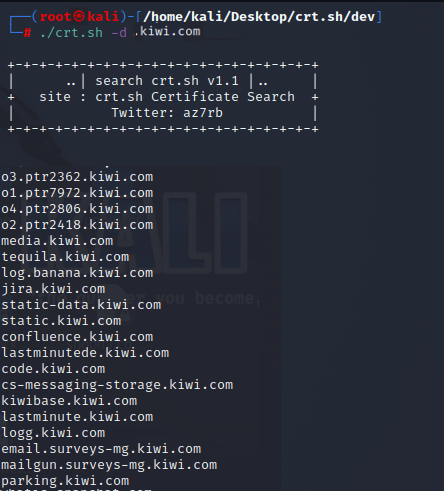 (root㉿kali)-[/home/kali/Desktop/crt.sh/dev]
# ./crt.sh -d .kiwi.com
+-+-+-+-+-+-+-+-+-+-+-+-+-+-+-+-+-+-+-+
| ..| search crt.sh v1.1 |.. |
+ site : crt.sh Certificate Search +
| Twitter: az7rb |
+-+-+-+-+-+-+-+-+-+-+-+-+-+-+-+-+-+-+-+
o3.ptr2362.kiwi.com
o1.ptr7972.kiwi.com
o4.ptr2806.kiwi.com
o2.ptr2418.kiwi.com
media.kiwi.com
tequila.kiwi.com
log.banana.kiwi.com
jira.kiwi.com
static-data.kiwi.com
static.kiwi.com
confluence.kiwi.com
lastminutede.kiwi.com
code.kiwi.com
cs-messaging-storage.kiwi.com
kiwibase.kiwi.com
lastminute.kiwi.com
logg.kiwi.com
email.surveys-mg.kiwi.com
mailgun.surveys-mg.kiwi.com
parking.kiwi.com